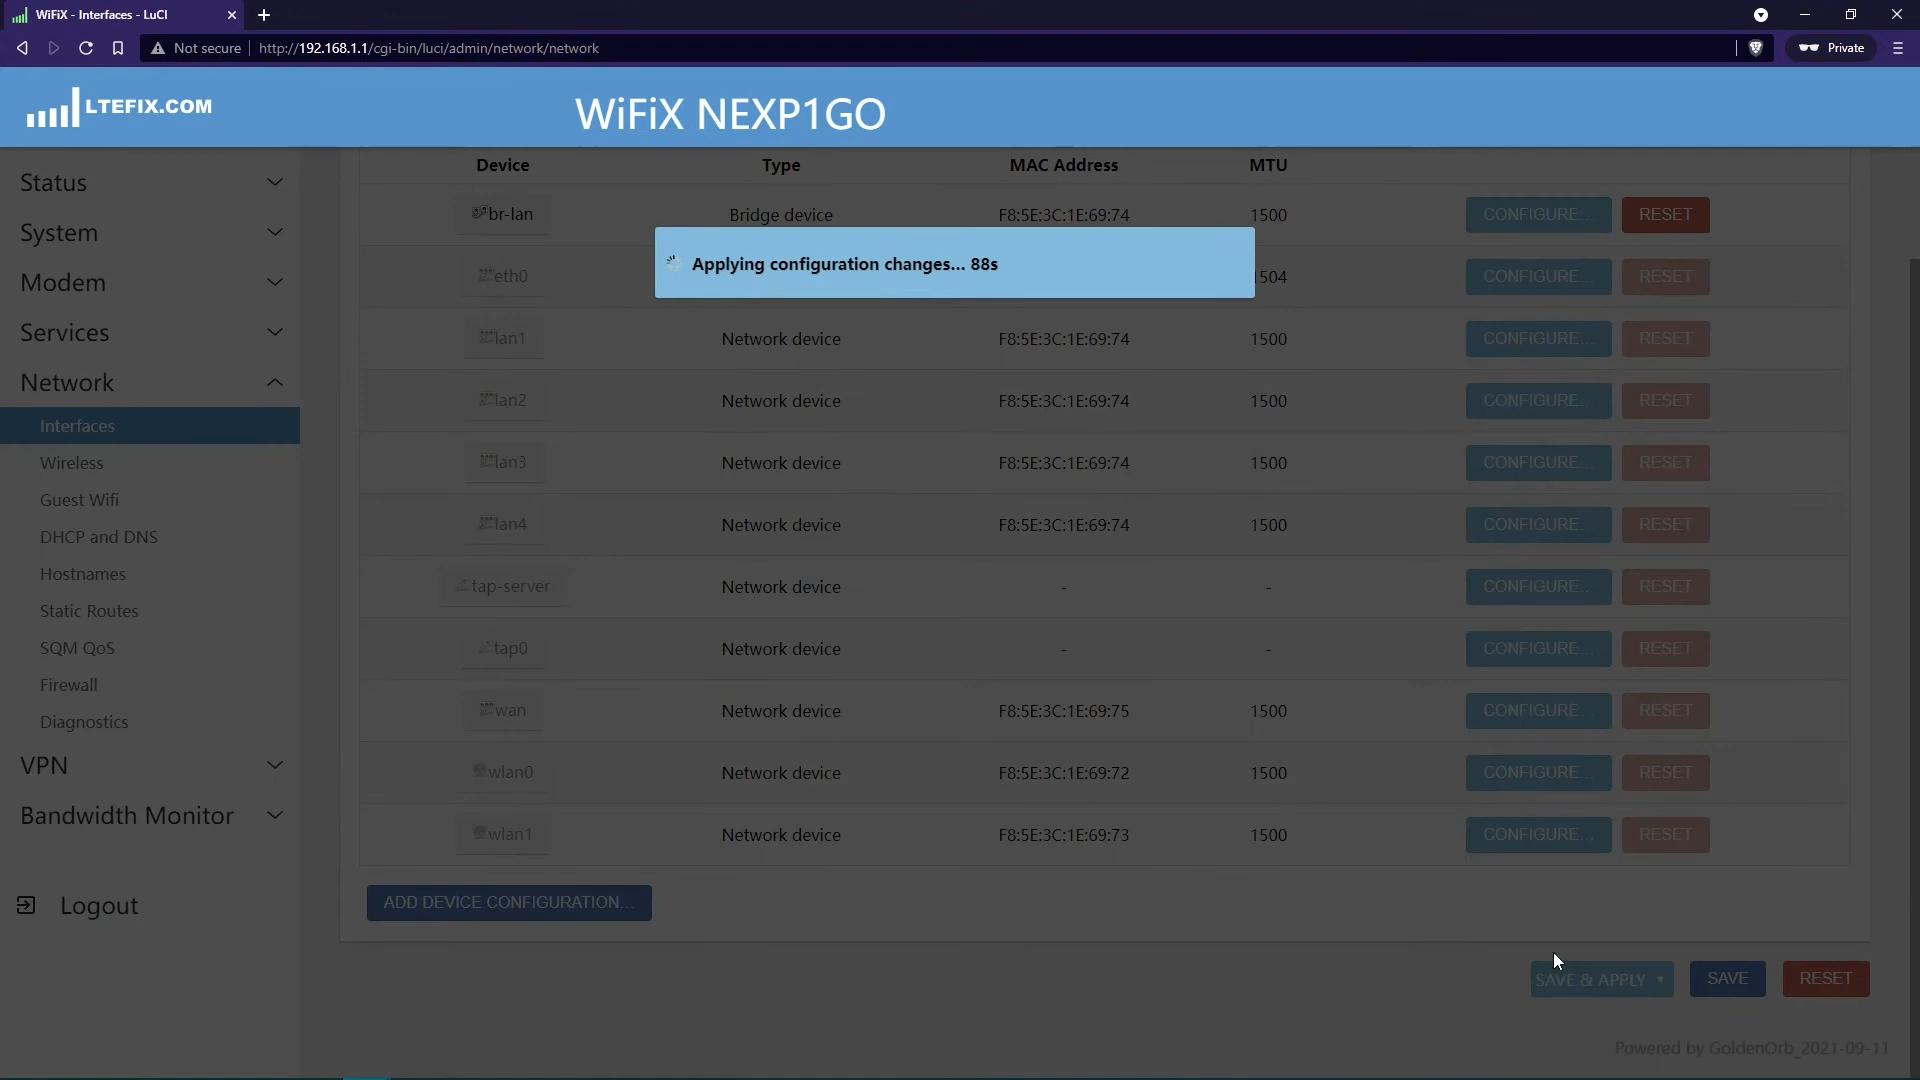 WiFiX - Interfaces - LuCI
Not secure http://192.168.1.1/cgi-bin/luci/admin/network/network Private
LTEFIX.COM
WiFiX NEXP1GO
Status
System
Modem
Services
Network
Interfaces
Wireless
Guest Wifi
DHCP and DNS
Hostnames
Static Routes
SQM QoS
Firewall
Diagnostics
VPN
Bandwidth Monitor
Logout
Device Type MAC Address MTU
br-lan Bridge device F8:5E:3C:1E:69:74 1500 CONFIGURE... RESET
Applying configuration changes... 88s
eth0 1504 CONFIGURE... RESET
lan1 Network device F8:5E:3C:1E:69:74 1500 CONFIGURE... RESET
lan2 Network device F8:5E:3C:1E:69:74 1500 CONFIGURE... RESET
lan3 Network device F8:5E:3C:1E:69:74 1500 CONFIGURE... RESET
lan4 Network device F8:5E:3C:1E:69:74 1500 CONFIGURE... RESET
tap-server Network device - - CONFIGURE... RESET
tap0 Network device - - CONFIGURE... RESET
wan Network device F8:5E:3C:1E:69:75 1500 CONFIGURE... RESET
wlan0 Network device F8:5E:3C:1E:69:72 1500 CONFIGURE... RESET
wlan1 Network device F8:5E:3C:1E:69:73 1500 CONFIGURE... RESET
ADD DEVICE CONFIGURATION...
SAVE & APPLY SAVE RESET
Powered by GoldenOrb_2021-09-11